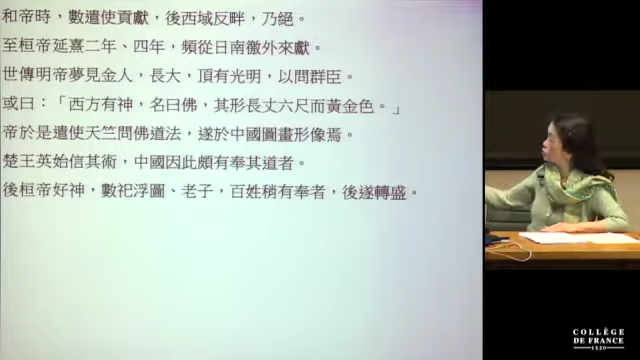 和帝時，數遣使貢獻，後西域反畔，乃絕。
至桓帝延熹二年、四年，頻從日南徼外來獻。
世傳明帝夢見金人，長大，頂有光明，以問群臣。
或曰：「西方有神，名曰佛，其形長丈六尺而黃金色。」
帝於是遣使天竺問佛道法，遂於中國圖畫形像焉。
楚王英始信其術，中國因此頗有奉其道者。
後桓帝好神，數祀浮圖、老子，百姓稍有奉者，後遂轉盛。
COLLÈGE
DE FRANCE
1530